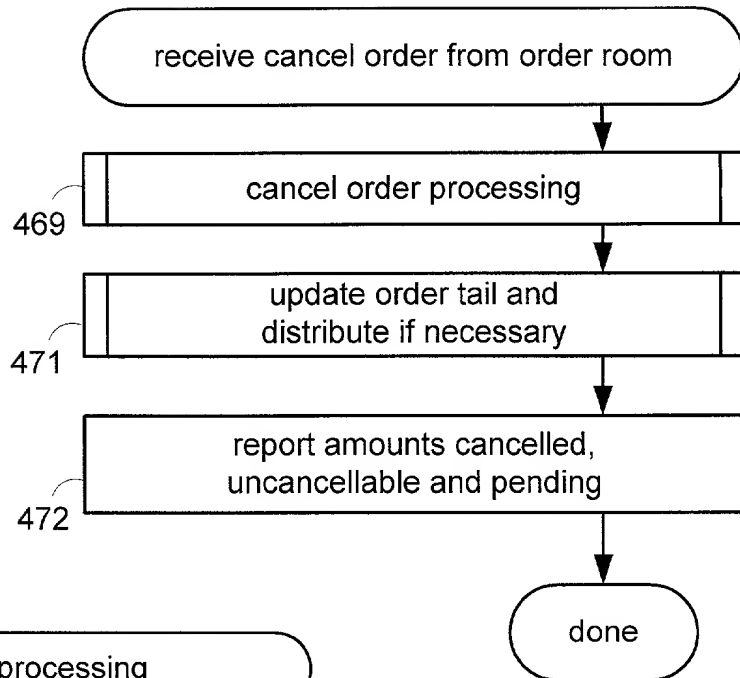 receive cancel order from order room
cancel order processing
469
update order tail and
distribute if necessary
471
report amounts cancelled,
uncancellable and pending
472
done
processing